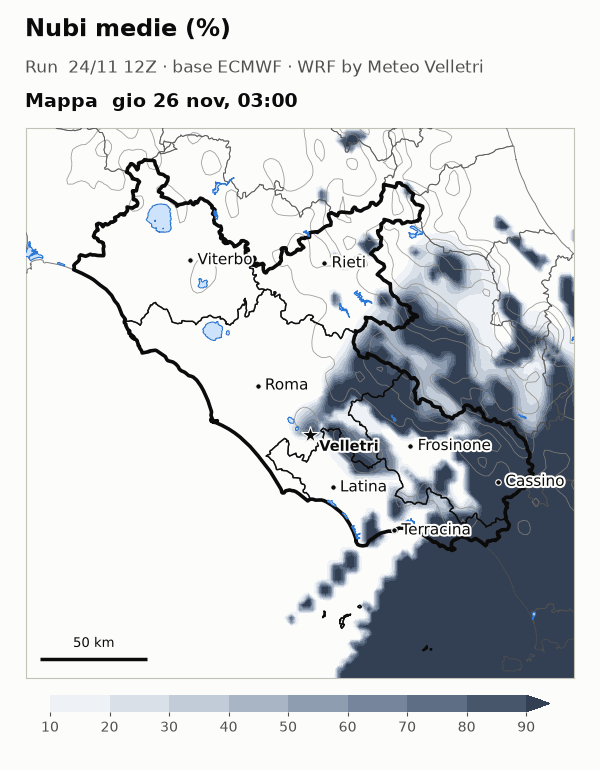 Nubi medie (%)
Run 24/11 12Z · base ECMWF · WRF by Meteo Velletri
Mappa gio 26 nov, 03:00
Viterbo
Rieti
Roma
Velletri
Frosinone
Cassino
Latina
Terracina
50 km
10 20 30 40 50 60 70 80 90